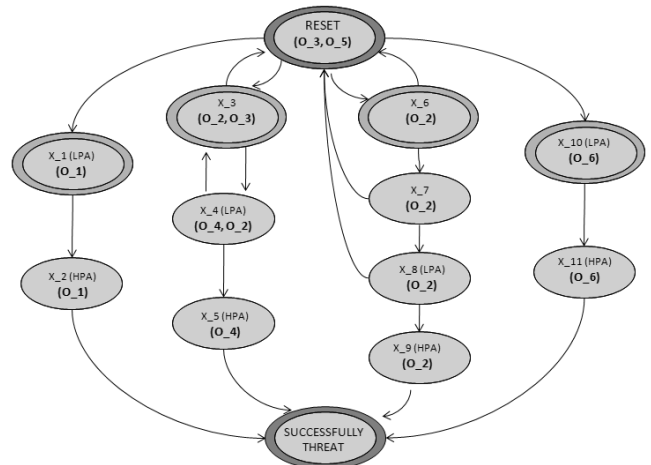 RESET
(O_3, O_5)
X_3
(O_2, O_3)
X_6
(O_2)
X_1 (LPA)
(O_1)
X_10 (LPA)
(O_6)
X_7
(O_2)
X_4 (LPA)
(O_4, O_2)
X_2 (HPA)
(O_1)
X_8 (LPA)
(O_2)
X_11 (HPA)
(O_6)
X_5 (HPA)
(O_4)
X_9 (HPA)
(O_2)
SUCCESSFULLY
THREAT